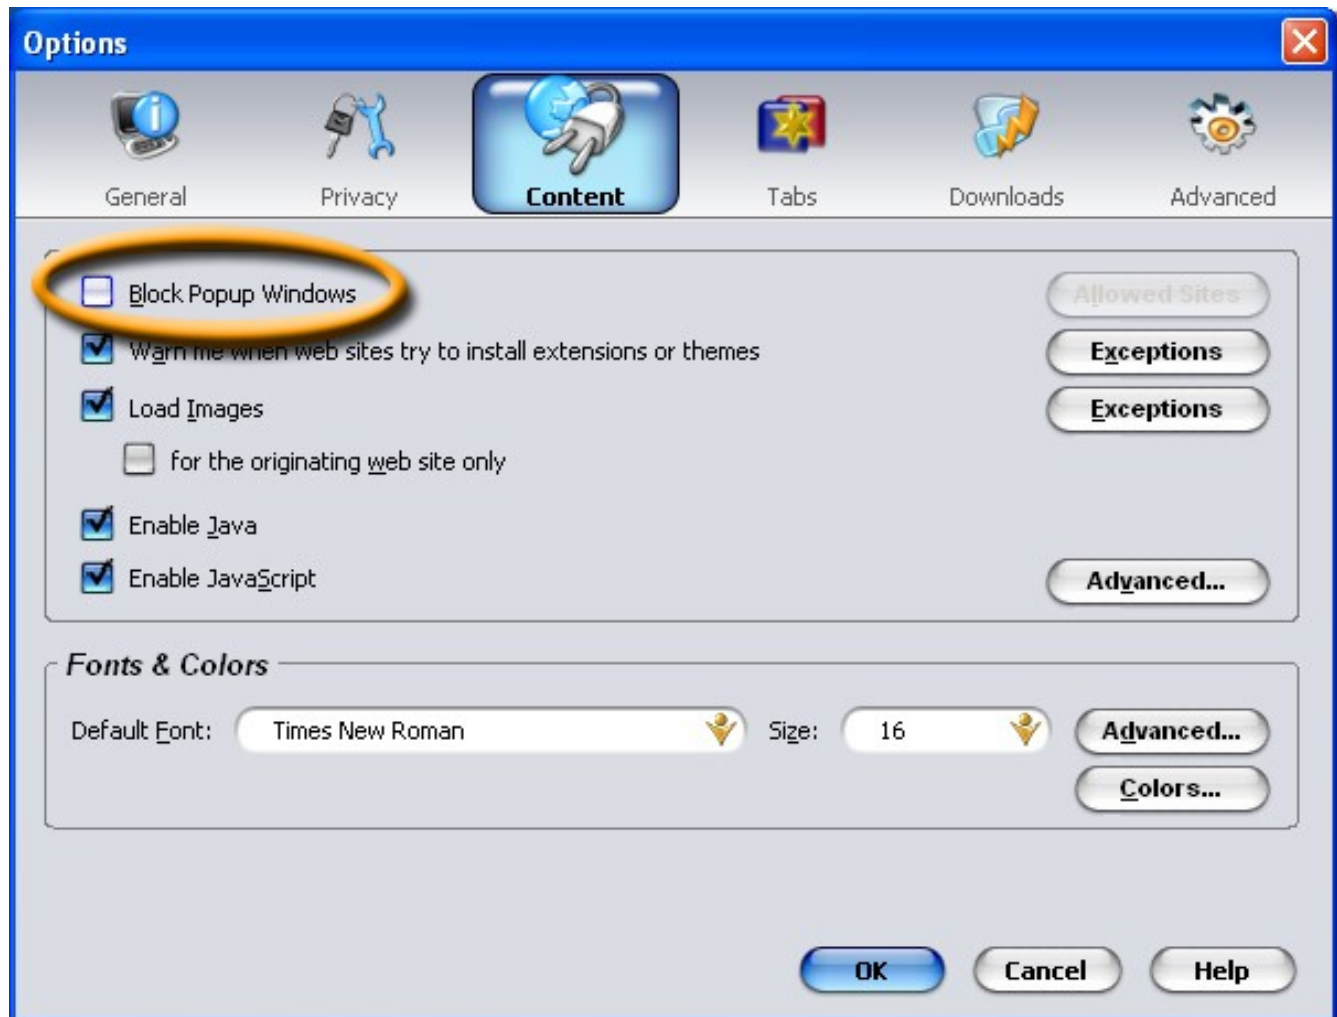 Options
General Privacy Content Tabs Downloads Advanced
Block Popup Windows Allowed Sites
Warn me when web sites try to install extensions or themes Exceptions
Load Images Exceptions
for the originating web site only
Enable Java
Enable JavaScript Advanced...
Fonts & Colors
Default Font: Times New Roman Size: 16 Advanced...
Colors...
OK Cancel Help